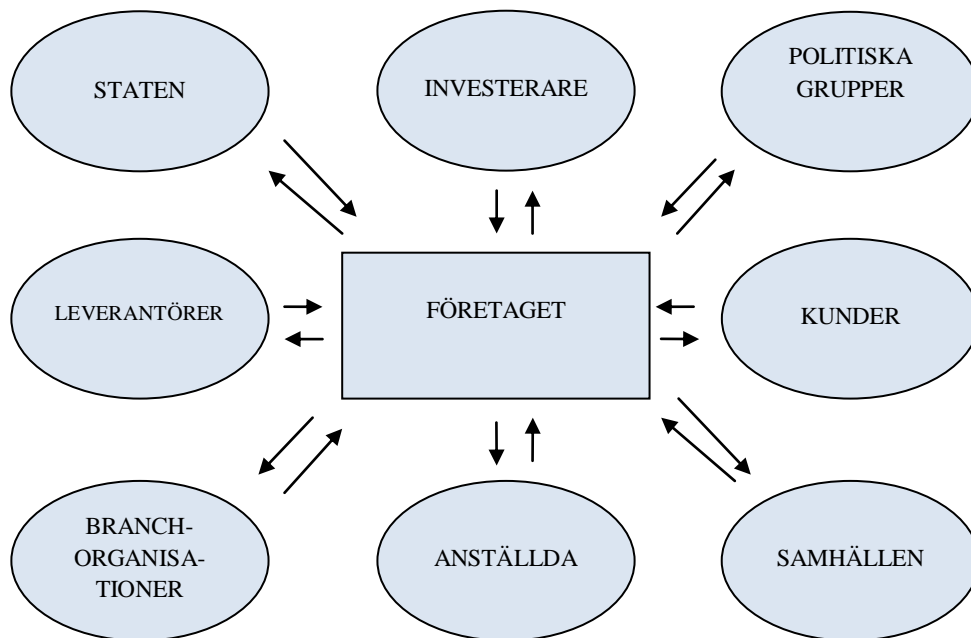 STATEN
INVESTERARE
POLITISKA
GRUPPER
LEVERANTÖRER
FÖRETAGET
KUNDER
BRANCH-
ORGANISA-
TIONER
ANSTÄLLDA
SAMHÄLLEN